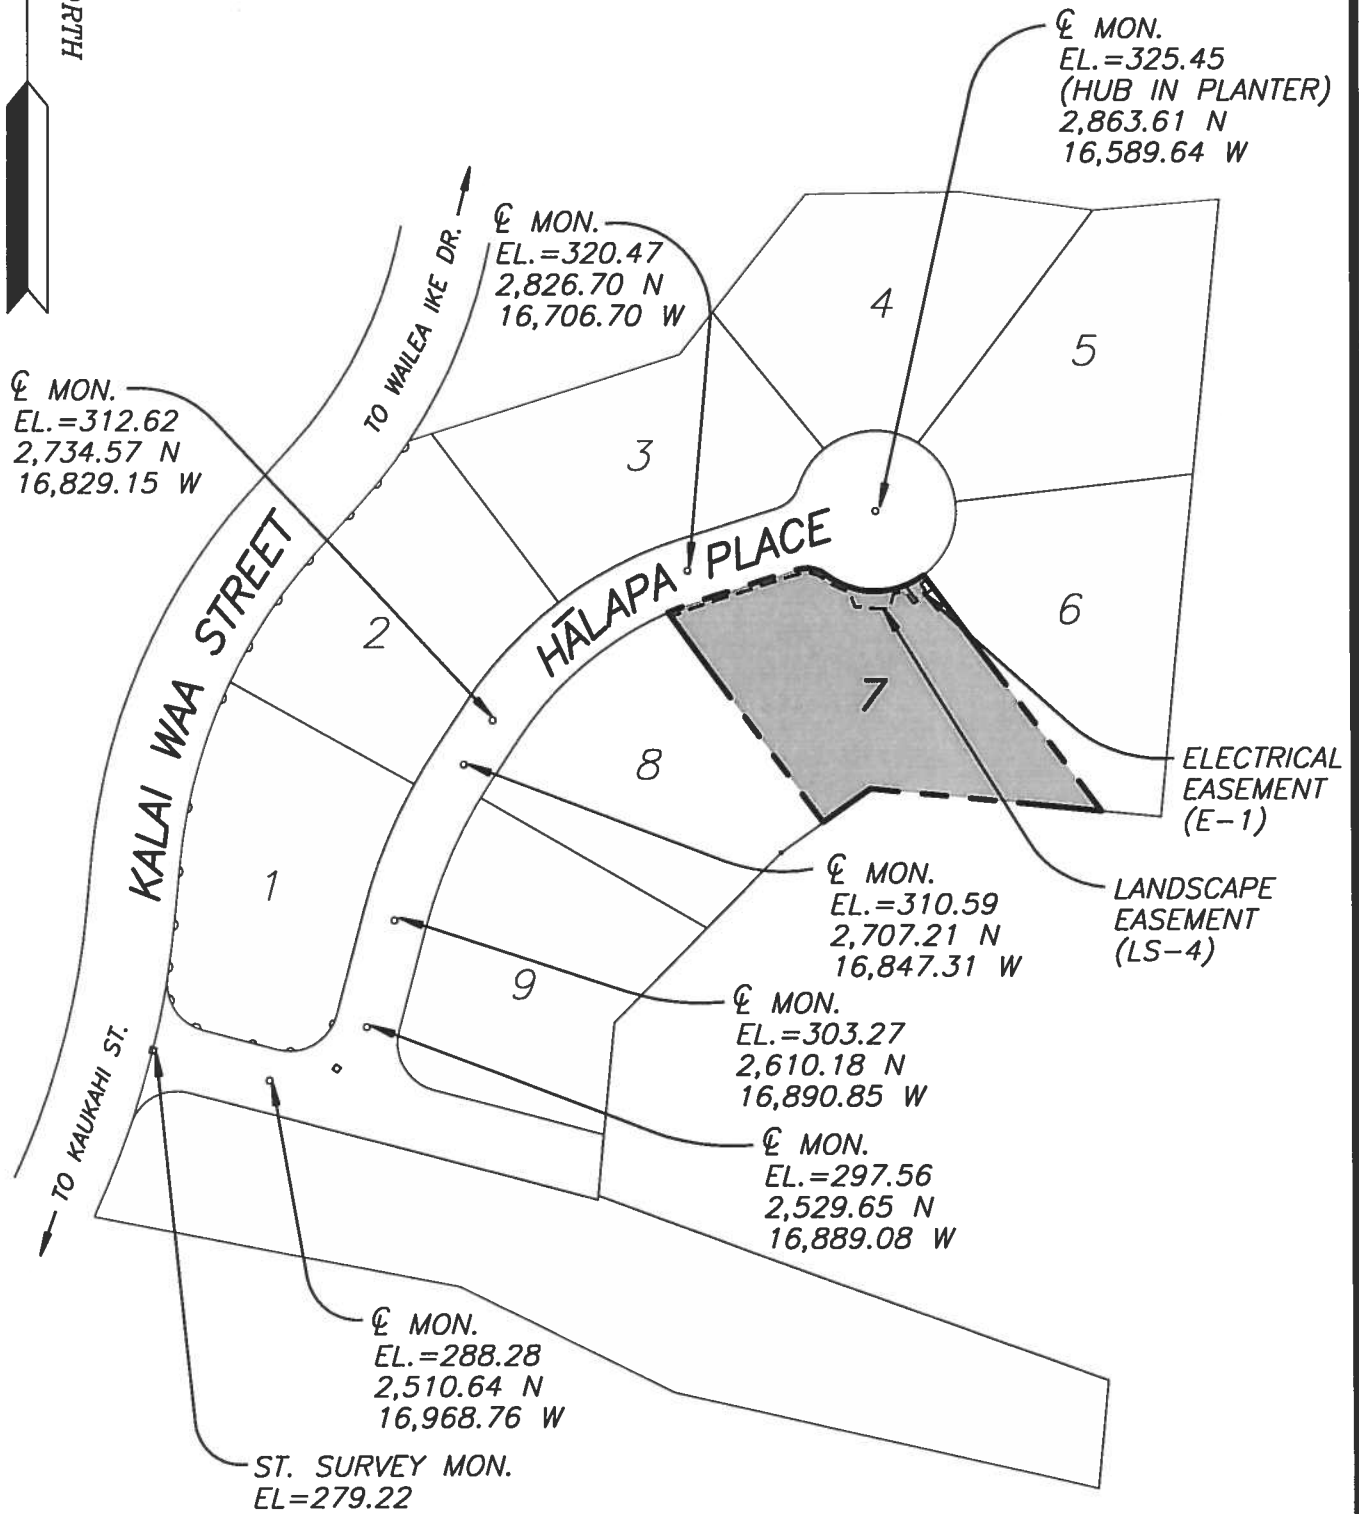 ORTH
℄ MON.
EL.=325.45
(HUB IN PLANTER)
2,863.61 N
16,589.64 W
℄ MON.
EL.=320.47
2,826.70 N
16,706.70 W
TO WAILEA IKE DR.
℄ MON.
EL.=312.62
2,734.57 N
16,829.15 W
4
5
3
6
2
7
8
1
9
KALAI WAA STREET
HĀLAPA PLACE
ELECTRICAL
EASEMENT
(E-1)
LANDSCAPE
EASEMENT
(LS-4)
℄ MON.
EL.=310.59
2,707.21 N
16,847.31 W
℄ MON.
EL.=303.27
2,610.18 N
16,890.85 W
℄ MON.
EL.=297.56
2,529.65 N
16,889.08 W
TO KAUKAHI ST.
℄ MON.
EL.=288.28
2,510.64 N
16,968.76 W
ST. SURVEY MON.
EL=279.22